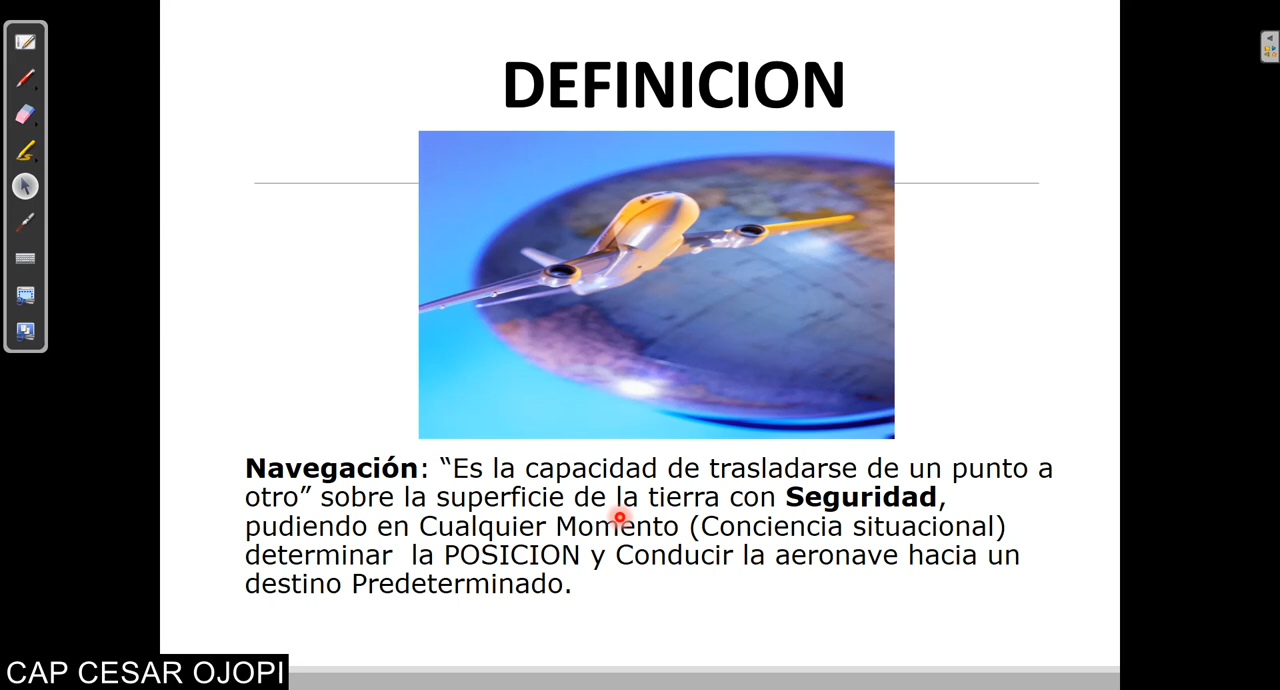 DEFINICION
Navegación: “Es la capacidad de trasladarse de un punto a
otro” sobre la superficie de la tierra con Seguridad,
pudiendo en Cualquier Momento (Conciencia situacional)
determinar  la POSICION y Conducir la aeronave hacia un
destino Predeterminado.
CAP CESAR OJOPI